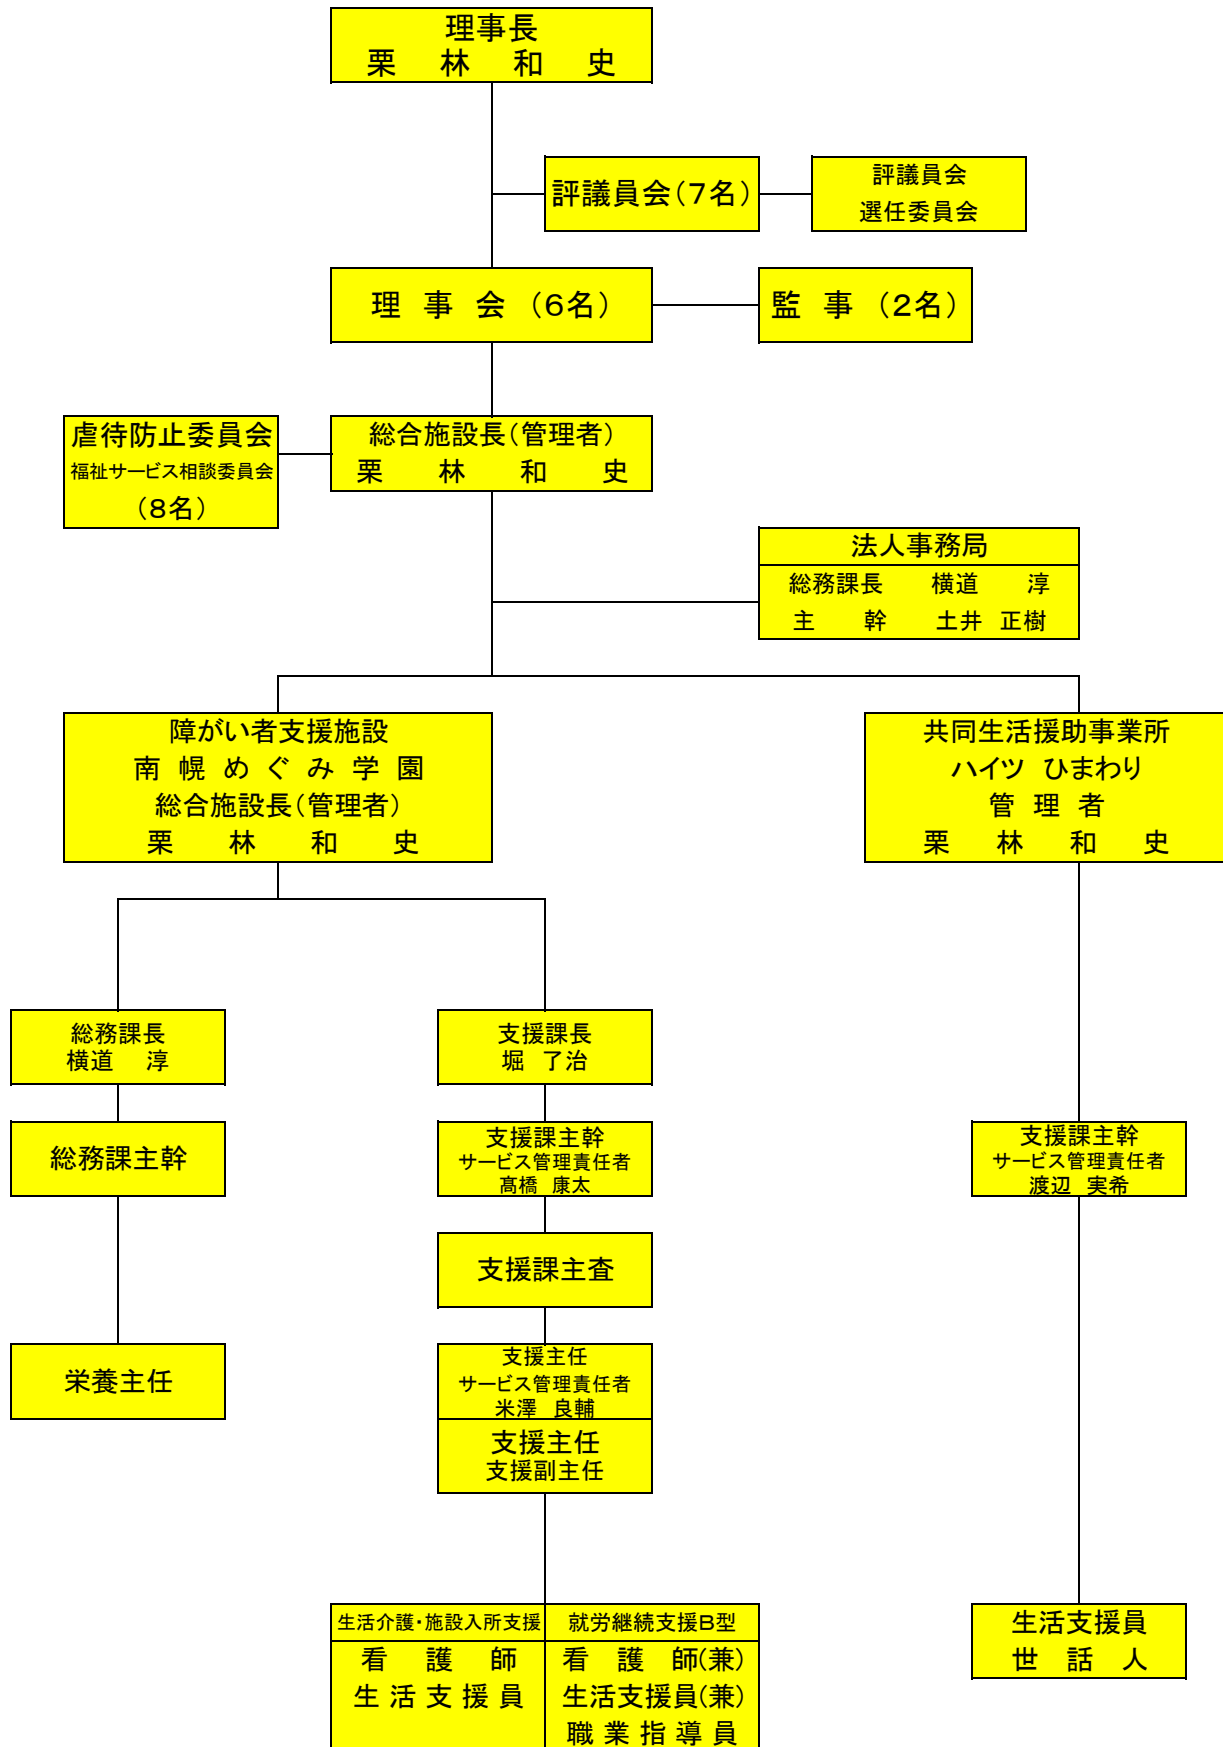 理事長
栗 林 和 史
評議員会(7名)
評議員会
選任委員会
理 事 会 (6名)
監 事 (2名)
虐待防止委員会
福祉サービス相談委員会
(8名)
総合施設長(管理者)
栗 林 和 史
法人事務局
総務課長 横道 淳
主 幹 土井 正樹
障がい者支援施設
南 幌 め ぐ み 学 園
総合施設長(管理者)
栗 林 和 史
共同生活援助事業所
ハイツ ひまわり
管 理 者
栗 林 和 史
総務課長
横道 淳
支援課長
堀 了治
総務課主幹
支援課主幹
サービス管理責任者
髙橋 康太
支援課主幹
サービス管理責任者
渡辺 実希
支援課主査
栄養主任
支援主任
サービス管理責任者
米澤 良輔
支援主任
支援副主任
生活介護・施設入所支援
看 護 師
生 活 支 援 員
就労継続支援B型
看 護 師(兼)
生活支援員(兼)
職 業 指 導 員
生活支援員
世 話 人